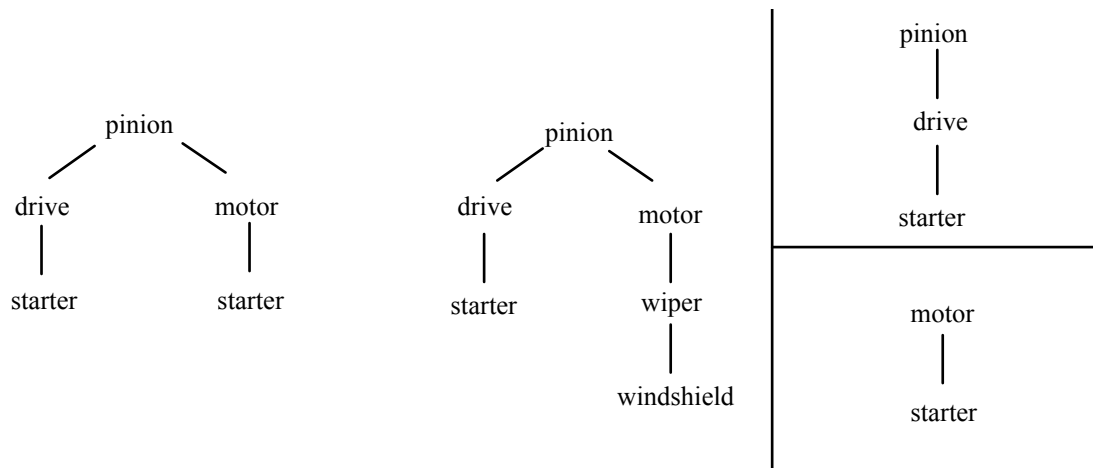 pinion
drive motor
starter starter
pinion
drive motor
starter wiper
windshield
pinion
drive
starter
motor
starter